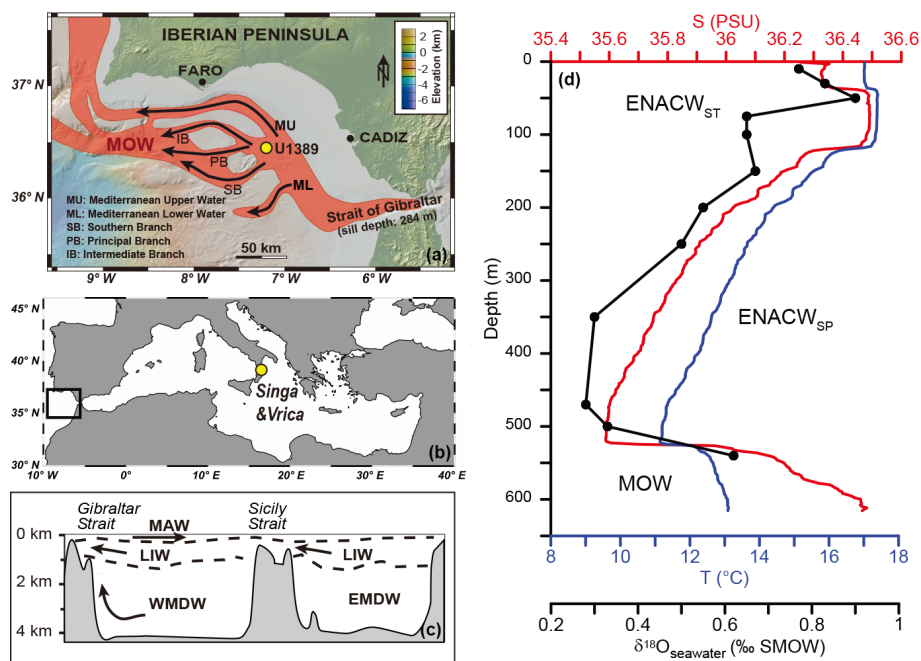 IBERIAN PENINSULA
FARO
CADIZ
MU
U1389
IB
MOW
PB
SB
ML
MU: Mediterranean Upper Water
ML: Mediterranean Lower Water
SB: Southern Branch
PB: Principal Branch
IB: Intermediate Branch
50 km
Strait of Gibraltar
(sill depth: 284 m)
(a)
N
2
0
-2
-4
-6
Elevation (km)
37°N
36°N
9°W
8°W
7°W
6°W
45°N
40°N
35°N
30°N
Singa
&Vrica
(b)
10°W
0°
10°E
20°E
30°E
40°E
Gibraltar
Strait
Sicily
Strait
MAW
LIW
LIW
WMDW
EMDW
0 km
2 km
4 km
(c)
S (PSU)
35.4
35.6
35.8
36
36.2
36.4
36.6
(d)
ENACW_ST
ENACW_SP
MOW
Depth (m)
0
100
200
300
400
500
600
8
10
12
14
16
18
T (°C)
0.2
0.4
0.6
0.8
1
δ¹⁸O_seawater (‰ SMOW)